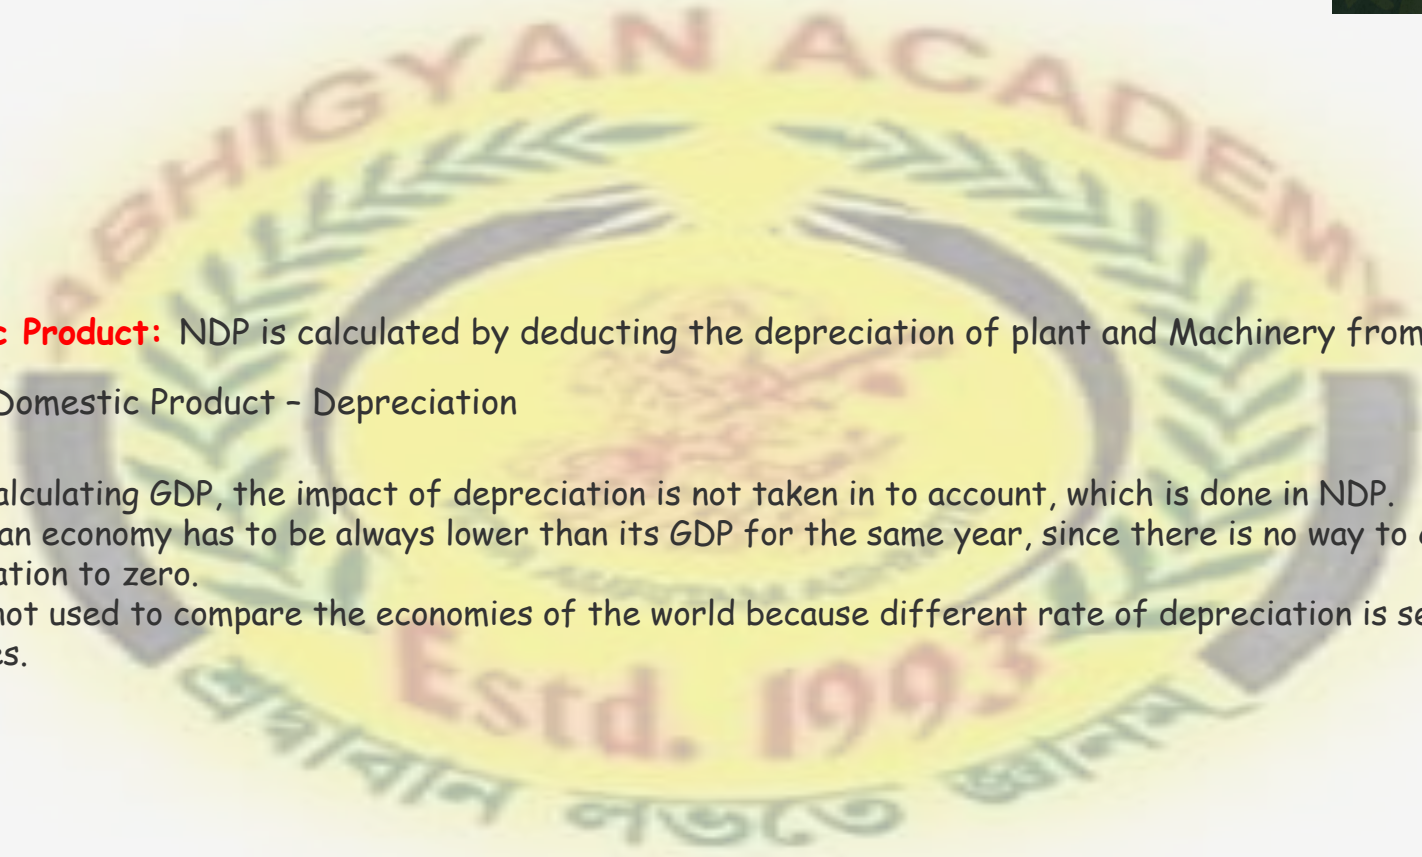 ABHIGYAN ACADEMY
c Product: NDP is calculated by deducting the depreciation of plant and Machinery from
Domestic Product – Depreciation
alculating GDP, the impact of depreciation is not taken in to account, which is done in NDP.
an economy has to be always lower than its GDP for the same year, since there is no way to
ation to zero.
not used to compare the economies of the world because different rate of depreciation is se
es.
Estd. 1993
শ্রদ্ধাবান লভতে জ্ঞানম্